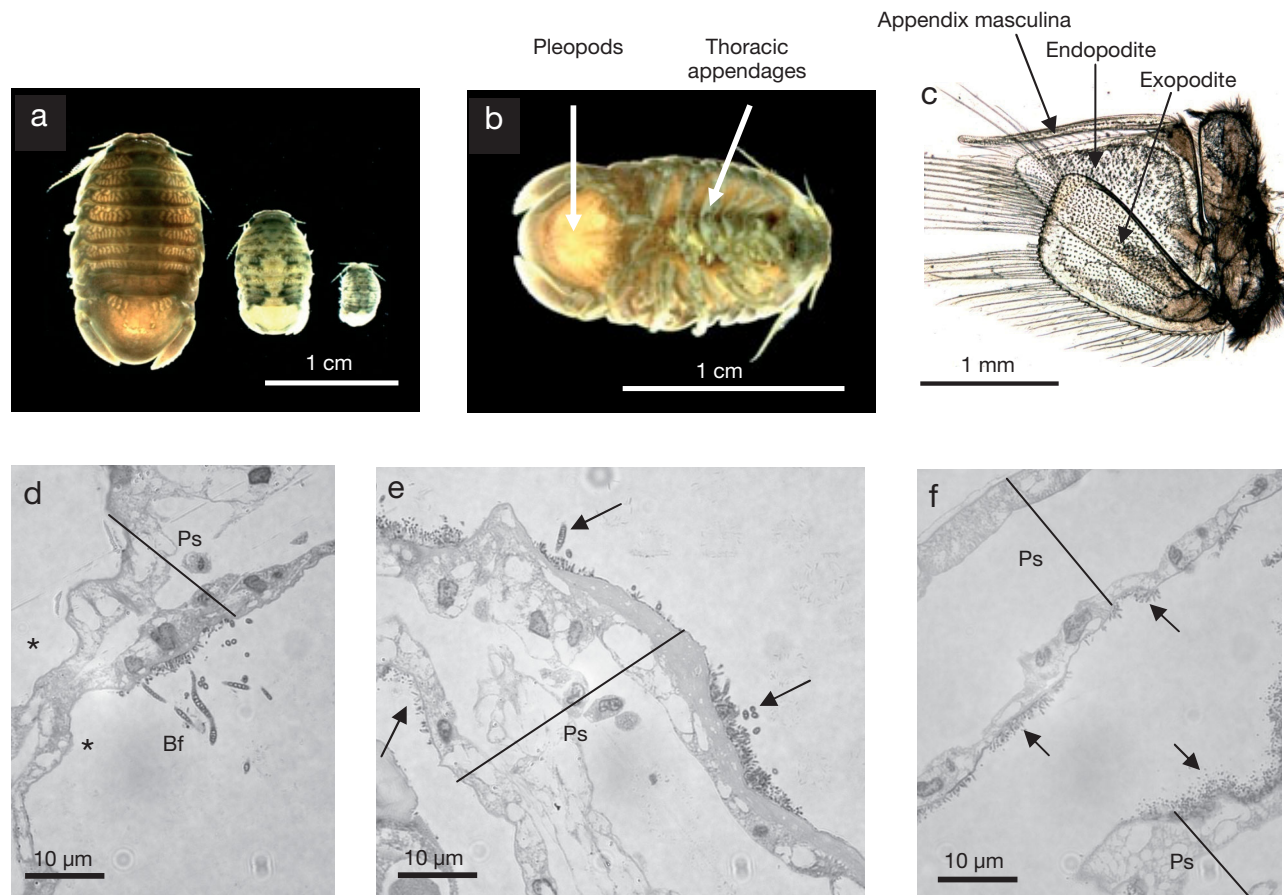 Pleopods
Thoracic
appendages
Appendix masculina
Endopodite
Exopodite
a
1 cm
b
1 cm
c
1 mm
d
Ps
*
*
Bf
10 µm
e
Ps
10 µm
f
Ps
Ps
10 µm